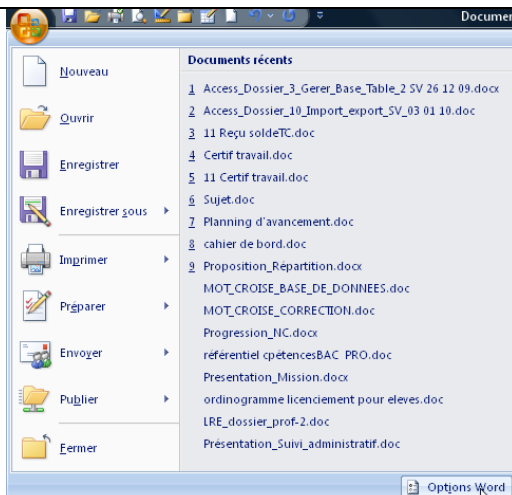 Documer
Nouveau
Ouvrir
Enregistrer
Enregistrer sous
Imprimer
Préparer
Envoyer
Publier
Fermer
Documents récents
1 Access_Dossier_3_Gerer_Base_Table_2 SV 26 12 09.docx
2 Access_Dossier_10_Import_export_SV_03 01 10.docx
3 11 Reçu soldeTC.doc
4 Certif travail.doc
5 11 Certif travail.doc
6 Sujet.doc
7 Planning d'avancement.doc
8 cahier de bord.doc
9 Proposition_Répartition.docx
MOT_CROISE_BASE_DE_DONNEES.doc
MOT_CROISE_CORRECTION.doc
Progression_NC.docx
référentiel cpétencesBAC PRO.doc
Presentation_Mission.docx
ordinogramme licenciement pour eleves.doc
LRE_dossier_prof-2.doc
Présentation_Suivi_administratif.doc
Options Word